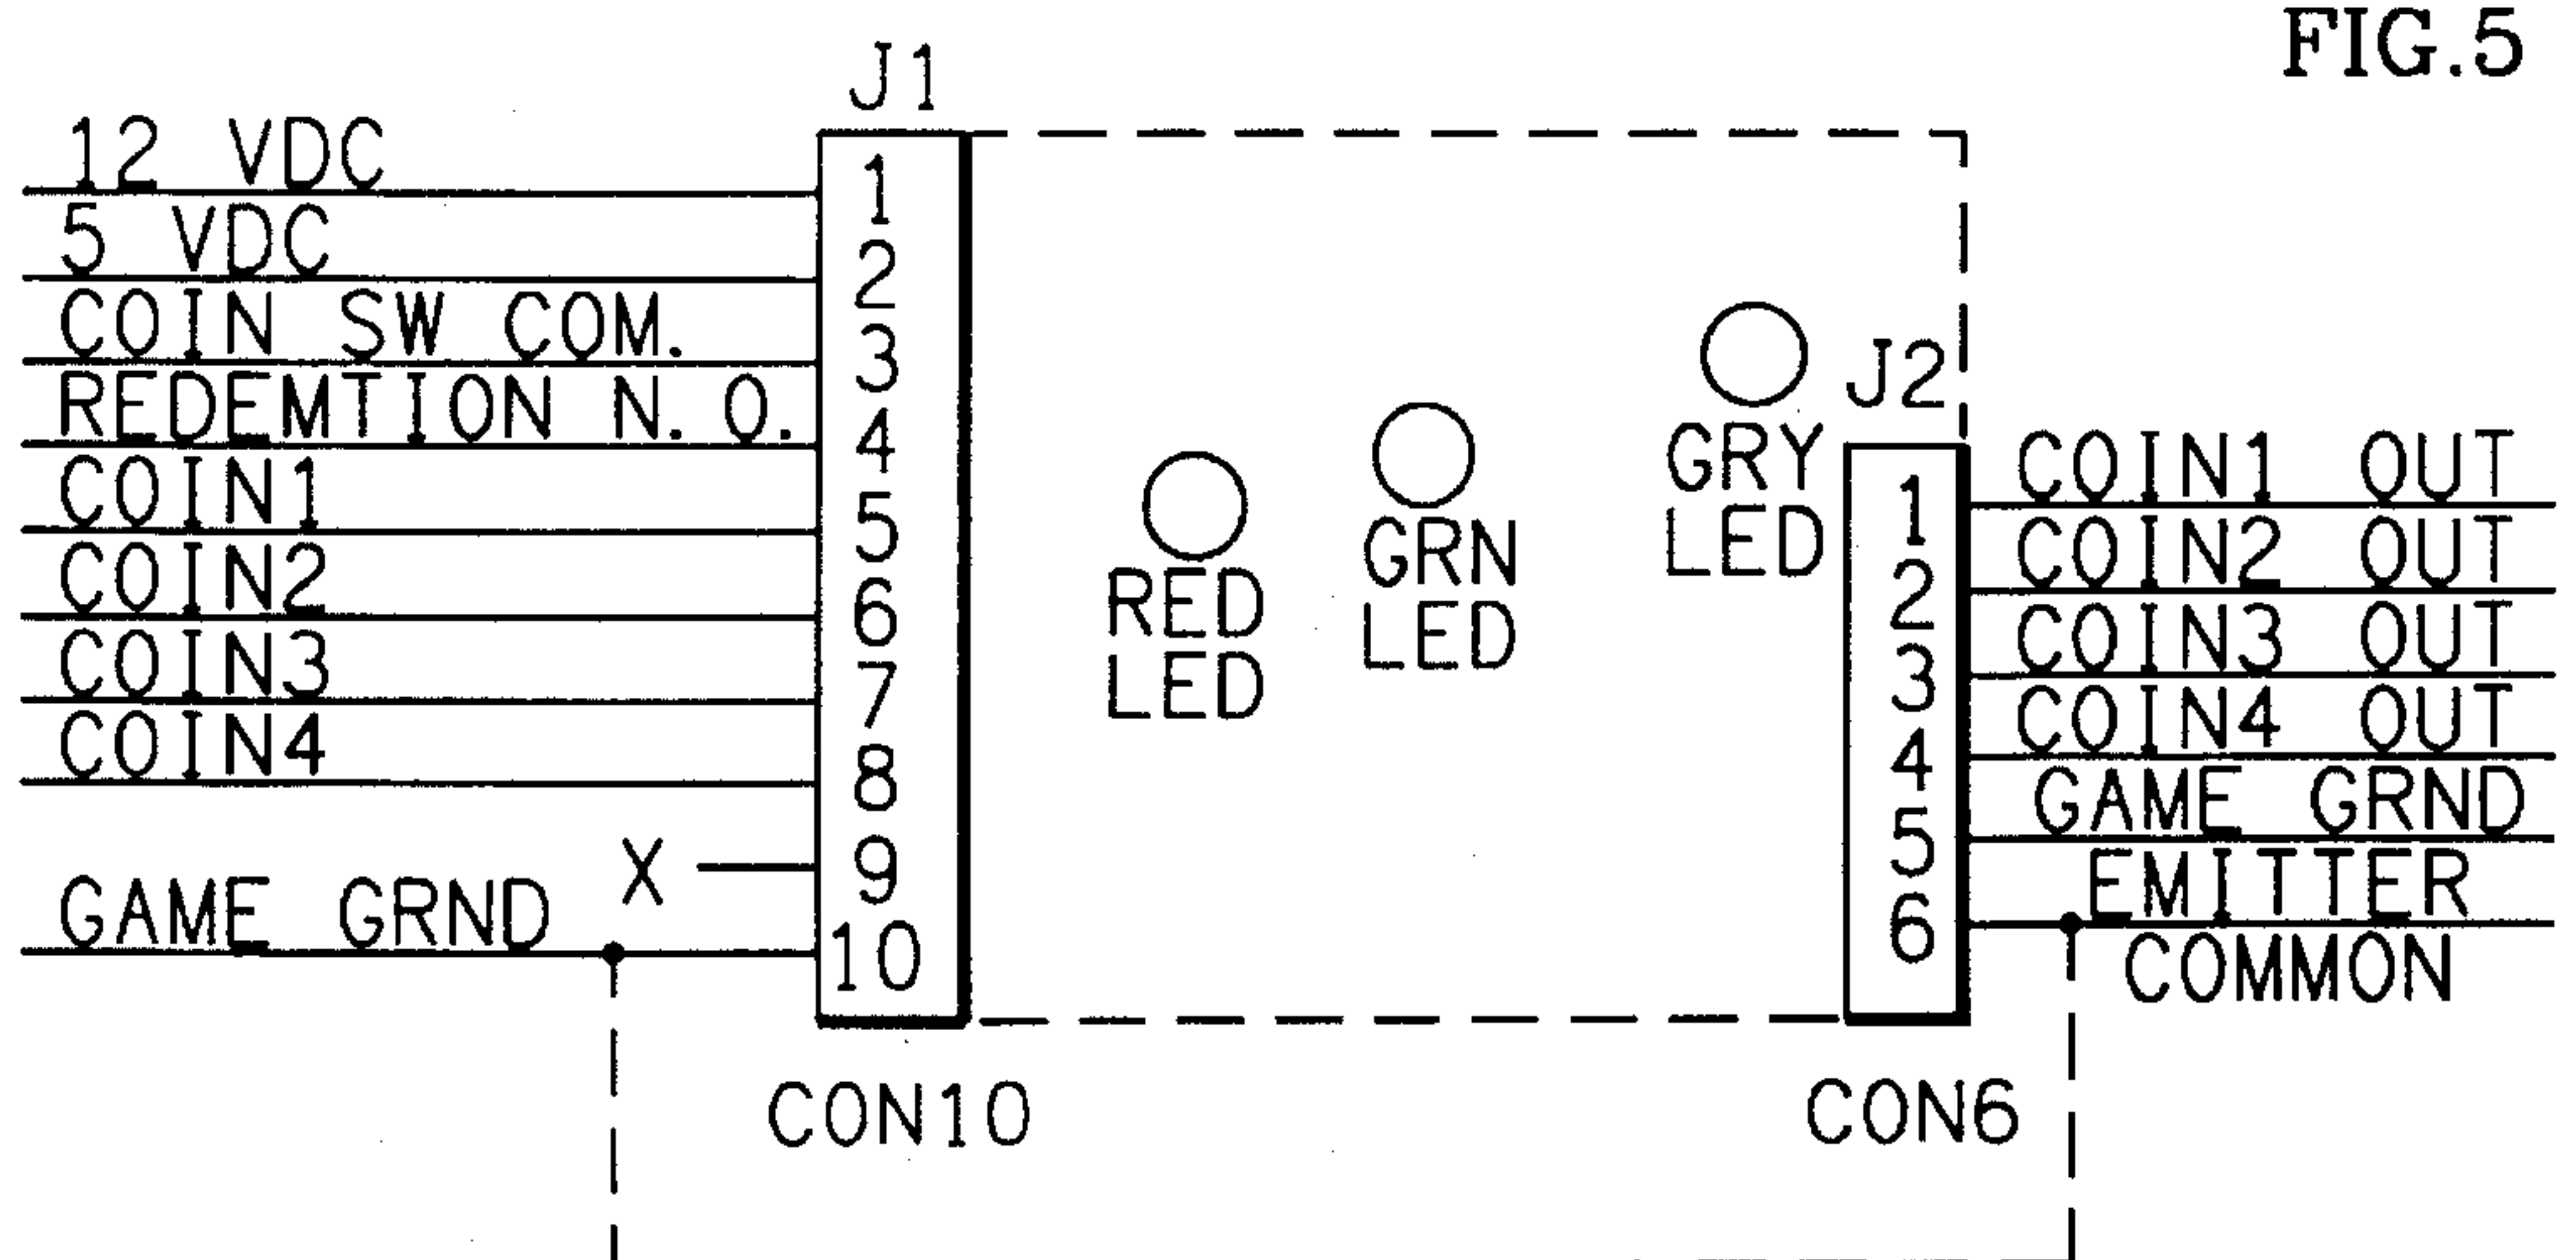 FIG.5
J1
12 VDC
5 VDC
COIN SW COM.
REDEMTION N.O.
COIN1
COIN2
COIN3
COIN4
X
GAME GRND
1
2
3
4
5
6
7
8
9
10
CON10
RED
LED
GRN
LED
GRY
LED
J2
1
2
3
4
5
6
CON6
COIN1 OUT
COIN2 OUT
COIN3 OUT
COIN4 OUT
GAME GRND
EMITTER
COMMON